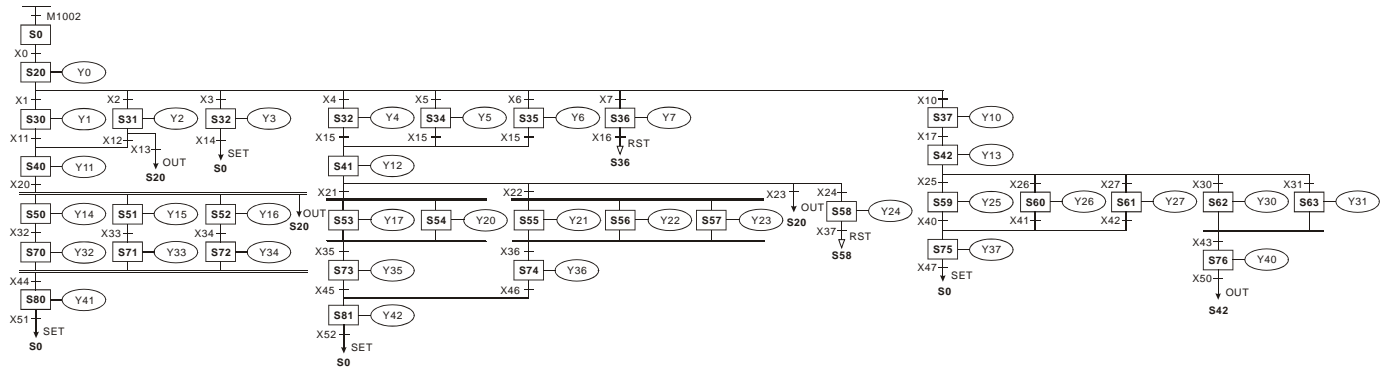 M1002
S0
X0
S20 Y0
X1 X2 X3 X4 X5 X6 X7 X10
S30 Y1 S31 Y2 S32 Y3 S32 Y4 S34 Y5 S35 Y6 S36 Y7 S37 Y10
X11 X12 X13 X14 X15 X15 X15 X16 RST X17
OUT SET
S20 S0 S36
S40 Y11 S41 Y12 S42 Y13
X20 X21 X22 X23 X24 X25 X26 X27 X30 X31
OUT OUT
S20 S20
S50 Y14 S51 Y15 S52 Y16 S53 Y17 S54 Y20 S55 Y21 S56 Y22 S57 Y23 S58 Y24 S59 Y25 S60 Y26 S61 Y27 S62 Y30 S63 Y31
X32 X33 X34 X37 RST X40 X41 X42
S58
S70 Y32 S71 Y33 S72 Y34 X35 X36 S75 Y37 X43
S73 Y35 S74 Y36 X47 SET S76 Y40
S0
X44 X45 X46 X50 OUT
S42
S80 Y41 S81 Y42
X51 SET X52 SET
S0 S0